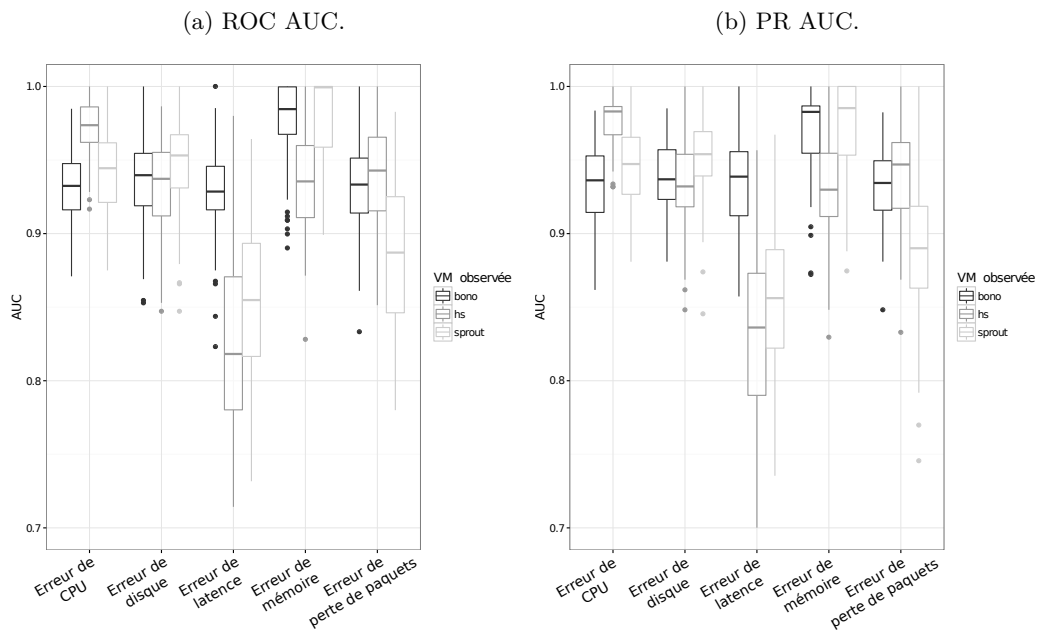 (a) ROC AUC.
1.0
0.9
0.8
0.7
AUC
Erreur de
CPU
Erreur de
disque
Erreur de
latence
Erreur de
mémoire
Erreur de
perte de paquets
VM observée
bono
hs
sprout
(b) PR AUC.
1.0
0.9
0.8
0.7
AUC
Erreur de
CPU
Erreur de
disque
Erreur de
latence
Erreur de
mémoire
Erreur de
perte de paquets
VM observée
bono
hs
sprout